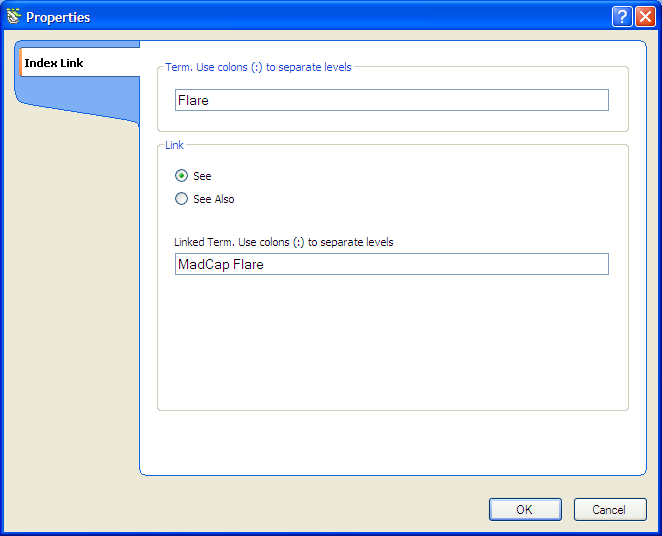 Properties
Index Link
Term. Use colons (:) to separate levels
Flare
Link
See
See Also
Linked Term. Use colons (:) to separate levels
MadCap Flare
OK
Cancel